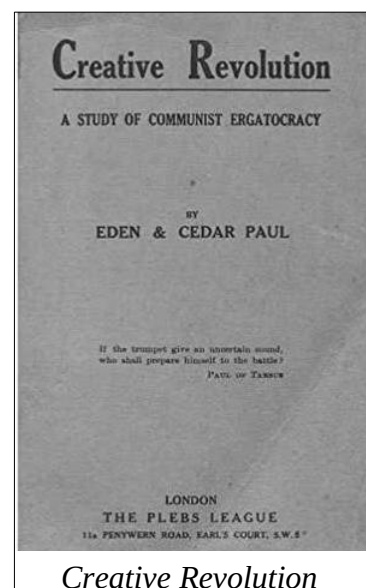 Creative Revolution
A STUDY OF COMMUNIST ERGATOCRACY
BY
EDEN & CEDAR PAUL
If the trumpet give an uncertain sound,
who shall prepare himself to the battle?
PAUL OF TARSUS
LONDON
THE PLEBS LEAGUE
11a PENYWERN ROAD, EARL'S COURT, S.W.5
Creative Revolution